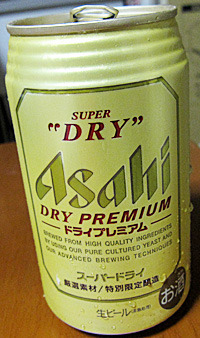 SUPER
"DRY"
Asahi
DRY PREMIUM
ドライプレミアム
BREWED FROM HIGH QUALITY INGREDIENTS
BY USING OUR PURE CULTURED YEAST AND
OUR ADVANCED BREWING TECHNIQUES
スーパードライ
厳選素材/特別限定醸造
生ビール
お酒